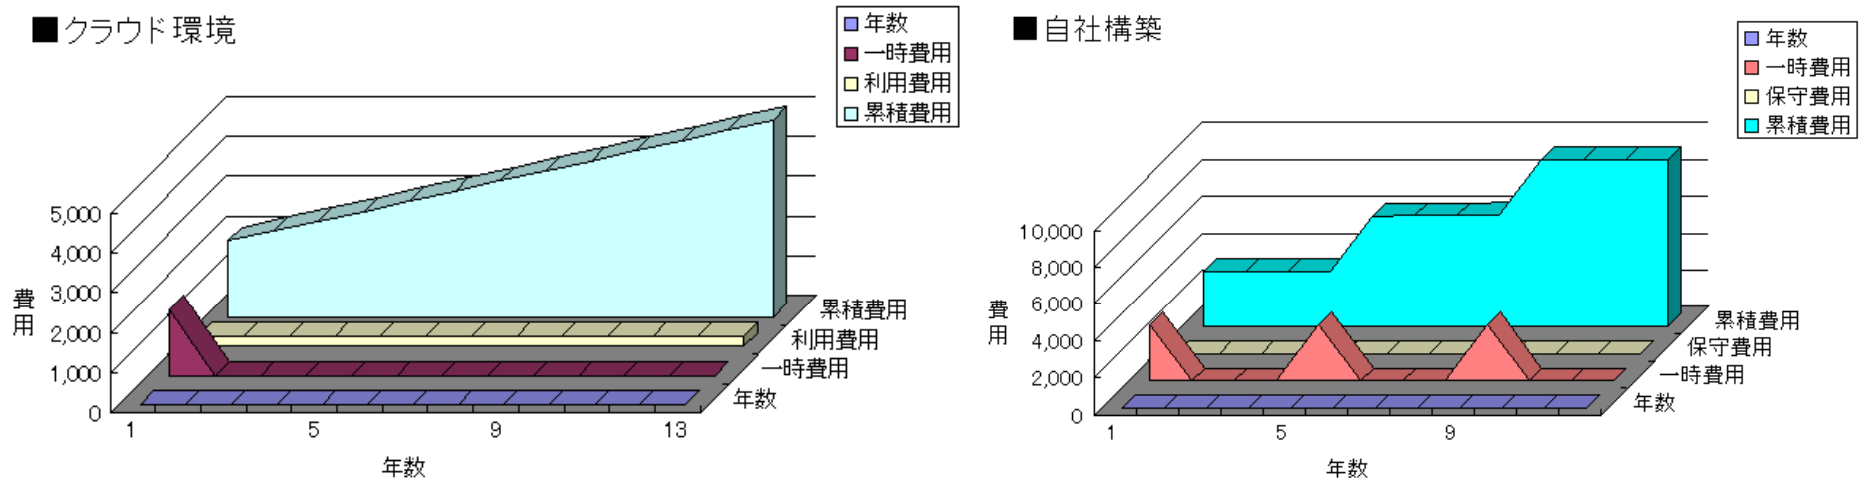 ■クラウド環境
年数
一時費用
利用費用
累積費用
5,000
4,000
3,000
2,000
1,000
0
費用
1
5
9
13
年数
累積費用
利用費用
一時費用
年数
■自社構築
年数
一時費用
保守費用
累積費用
10,000
8,000
6,000
4,000
2,000
0
費用
1
5
9
年数
累積費用
保守費用
一時費用
年数